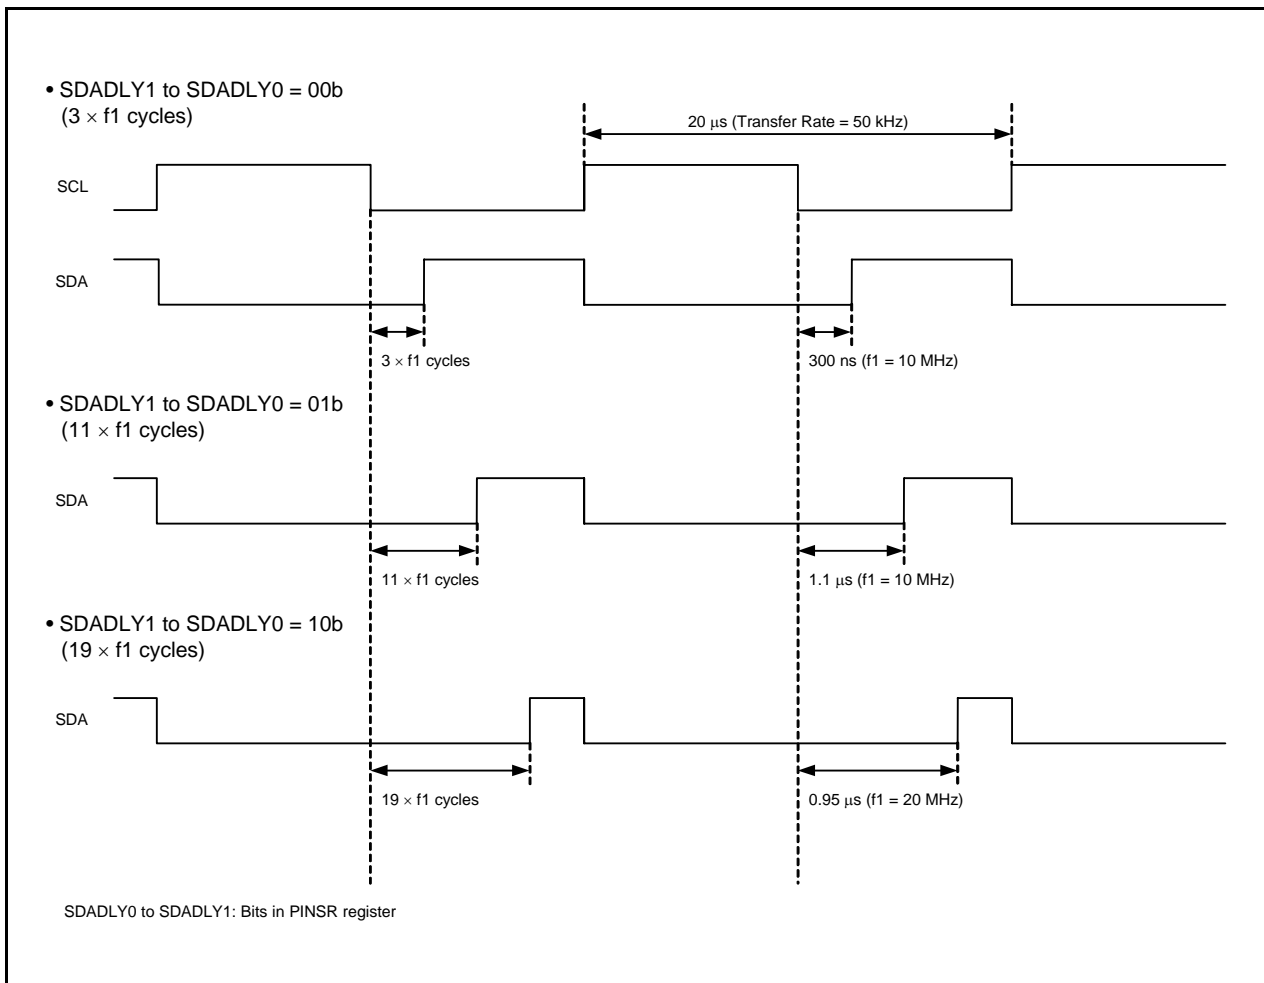 • SDADLY1 to SDADLY0 = 00b
(3 × f1 cycles)
20 μs (Transfer Rate = 50 kHz)
SCL
SDA
3 × f1 cycles
300 ns (f1 = 10 MHz)
• SDADLY1 to SDADLY0 = 01b
(11 × f1 cycles)
SDA
11 × f1 cycles
1.1 μs (f1 = 10 MHz)
• SDADLY1 to SDADLY0 = 10b
(19 × f1 cycles)
SDA
19 × f1 cycles
0.95 μs (f1 = 20 MHz)
SDADLY0 to SDADLY1: Bits in PINSR register